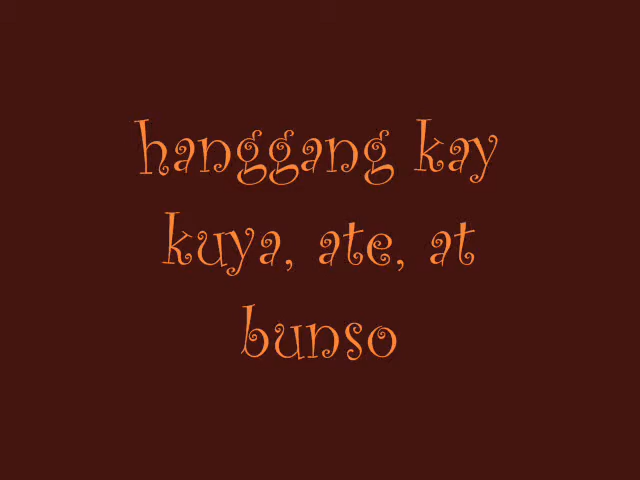 hanggang kay
kuya, ate, at
bunso